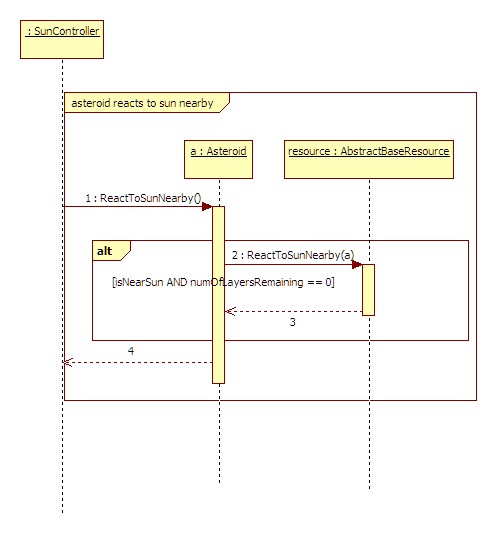 : SunController
asteroid reacts to sun nearby
a : Asteroid
resource : AbstractBaseResource
1 : ReactToSunNearby()
alt
2 : ReactToSunNearby(a)
[isNearSun AND numOfLayersRemaining == 0]
3
4